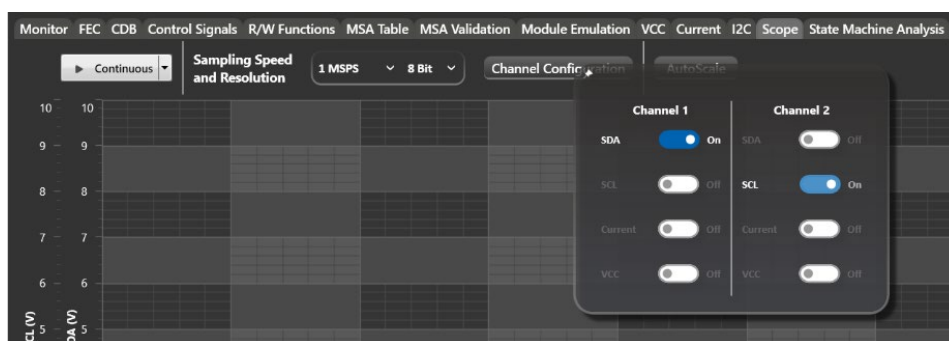 Monitor FEC CDB Control Signals R/W Functions MSA Table MSA Validation Module Emulation VCC Current I2C Scope State Machine Analysis
Continuous
Sampling Speed
and Resolution
1 MSPS
8 Bit
Channel Configuration
AutoScale
Channel 1
SDA On
SCL Off
Current Off
VCC Off
Channel 2
SDA Off
SCL On
Current Off
VCC Off
10 10
9 9
8 8
7 7
6 6
5 5
(V) (V)